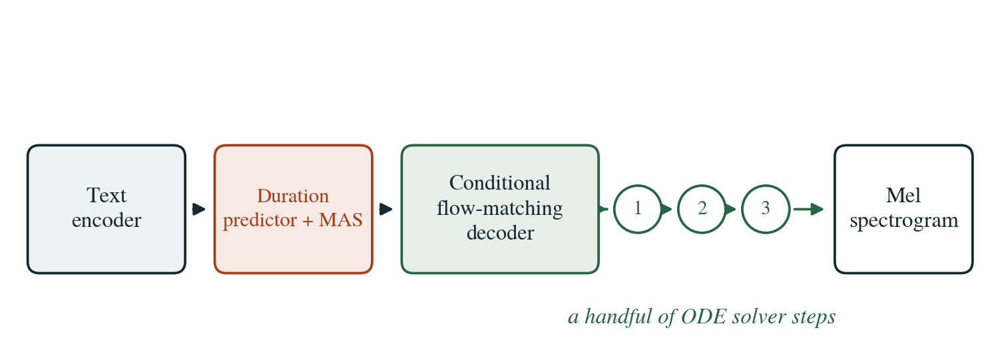 Text
encoder
Duration
predictor + MAS
Conditional
flow-matching
decoder
1
2
3
Mel
spectrogram
a handful of ODE solver steps